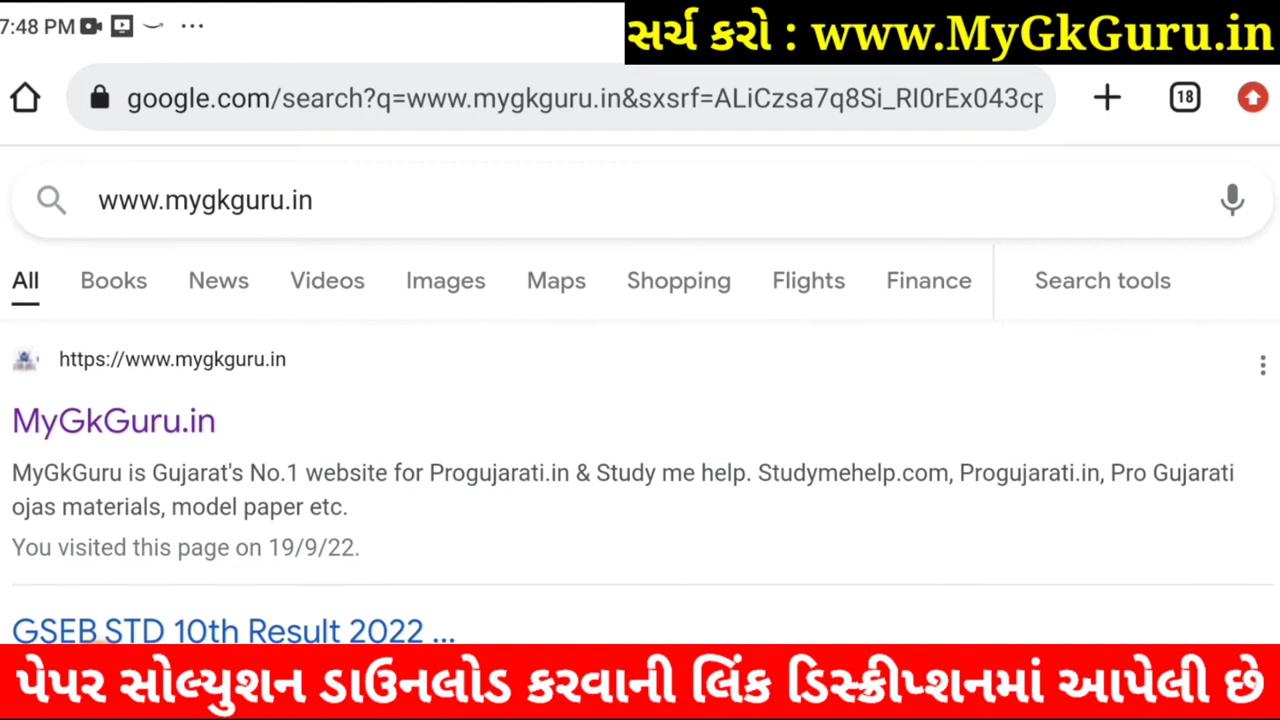 7:48 PM
સર્ચ કરો : www.MyGkGuru.in
google.com/search?q=www.mygkguru.in&sxsrf=ALiCzsa7q8Si_RI0rEx043cp
18
www.mygkguru.in
All Books News Videos Images Maps Shopping Flights Finance Search tools
https://www.mygkguru.in
MyGkGuru.in
MyGkGuru is Gujarat's No.1 website for Progujarati.in & Study me help. Studymehelp.com, Progujarati.in, Pro Gujarati
ojas materials, model paper etc.
You visited this page on 19/9/22.
GSEB STD 10th Result 2022 ...
પેપર સોલ્યુશન ડાઉનલોડ કરવાની લિંક ડિસ્ક્રીપ્શનમાં આપેલી છે